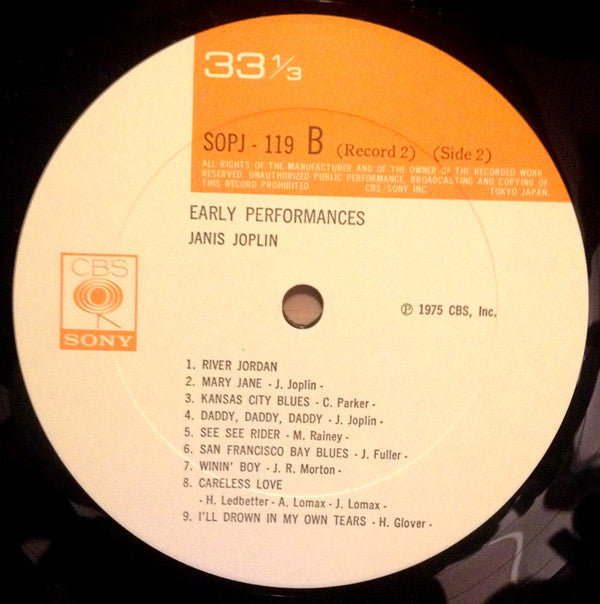 33 1/3
SOPJ - 119 B (Record 2) (Side 2)
ALL RIGHTS OF THE MANUFACTURER AND OF THE OWNER OF THE RECORDED WORK
RESERVED. UNAUTHORIZED PUBLIC PERFORMANCE, BROADCASTING AND COPYING OF
THIS RECORD PROHIBITED. CBS/SONY INC. TOKYO JAPAN.
EARLY PERFORMANCES
JANIS JOPLIN
CBS
SONY
℗ 1975 CBS, Inc.
1. RIVER JORDAN
2. MARY JANE - J. Joplin -
3. KANSAS CITY BLUES - C. Parker -
4. DADDY, DADDY, DADDY - J. Joplin -
5. SEE SEE RIDER - M. Rainey -
6. SAN FRANCISCO BAY BLUES - J. Fuller -
7. WININ' BOY - J. R. Morton -
8. CARELESS LOVE
- H. Ledbetter - A. Lomax - J. Lomax -
9. I'LL DROWN IN MY OWN TEARS - H. Glover -